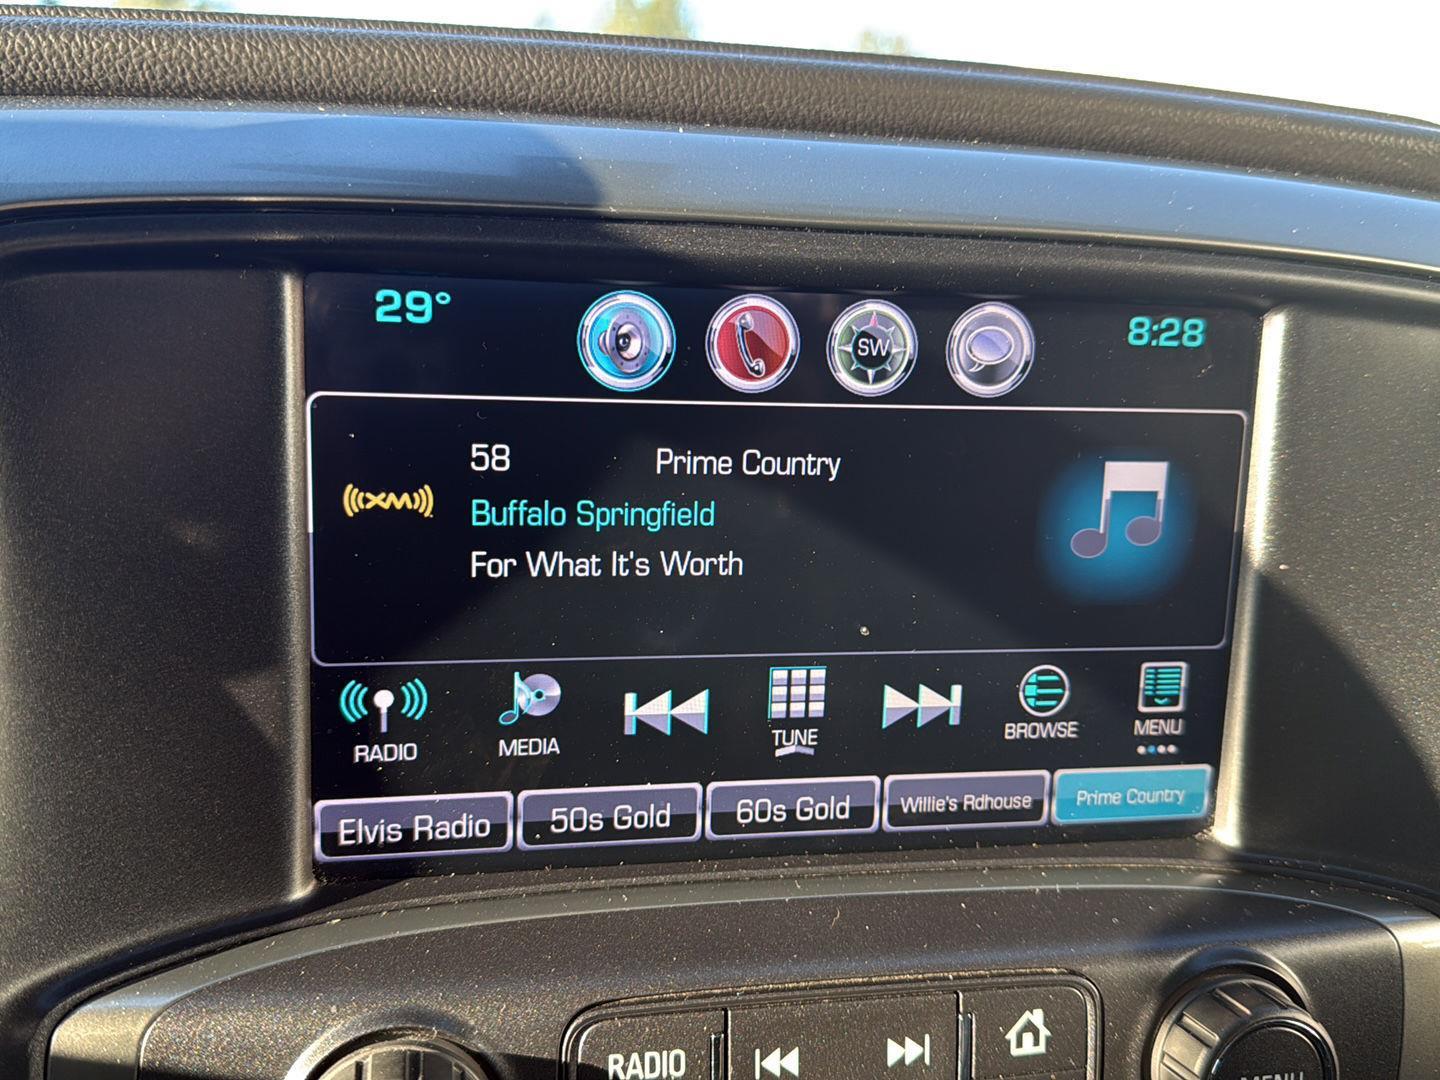 29° SW 8:28
58 Prime Country
((XM))
Buffalo Springfield
For What It's Worth
RADIO MEDIA TUNE BROWSE MENU
Elvis Radio 50s Gold 60s Gold Willie's Rdhouse Prime Country
RADIO
MENU